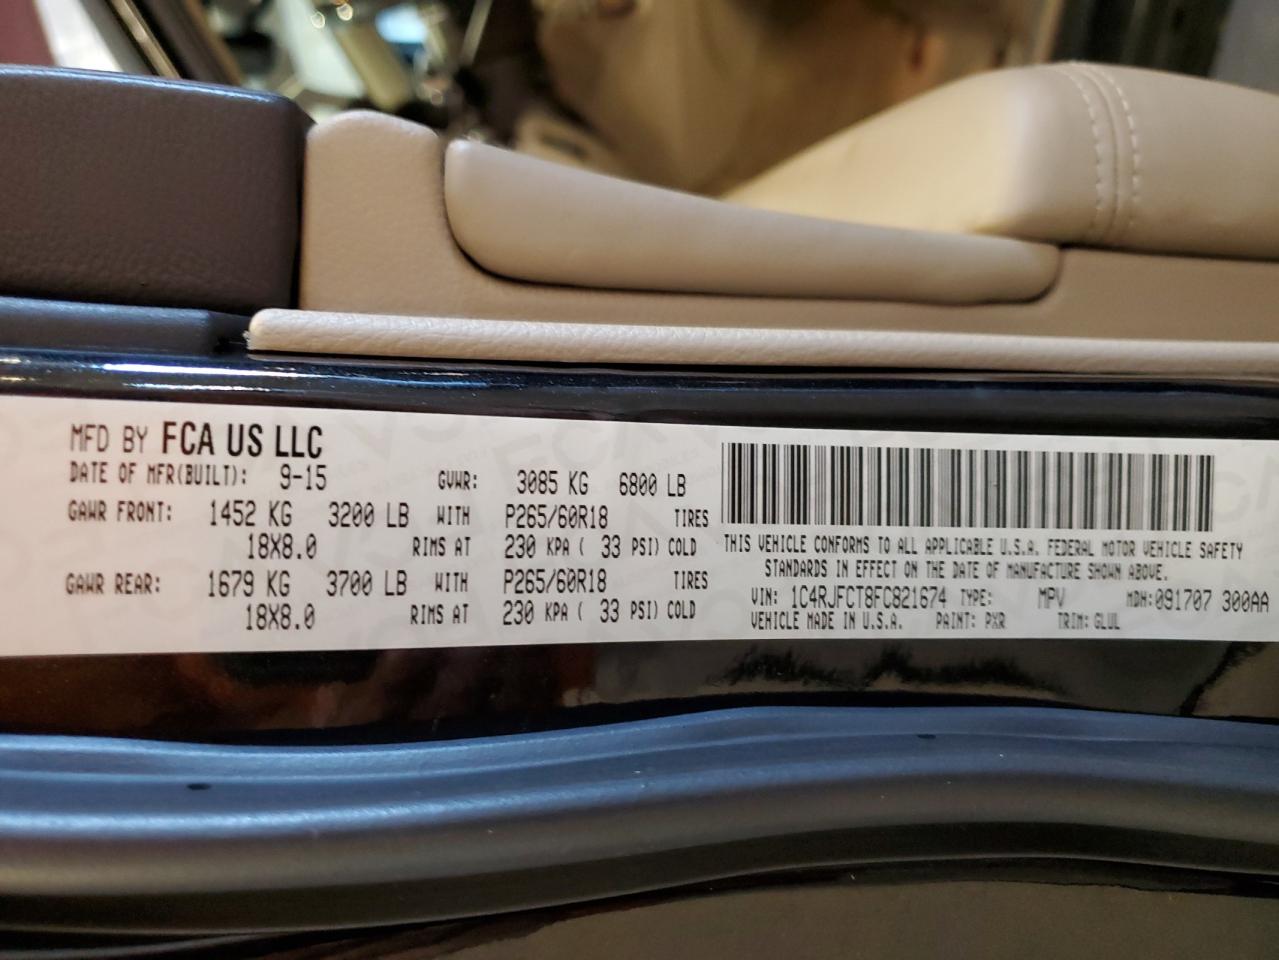 MFD BY FCA US LLC
DATE OF MFR(BUILT): 9-15 GVWR: 3085 KG 6800 LB
GAWR FRONT: 1452 KG 3200 LB WITH P265/60R18 TIRES
18X8.0 RIMS AT 230 KPA ( 33 PSI) COLD
GAWR REAR: 1679 KG 3700 LB WITH P265/60R18 TIRES
18X8.0 RIMS AT 230 KPA ( 33 PSI) COLD
THIS VEHICLE CONFORMS TO ALL APPLICABLE U.S.A. FEDERAL MOTOR VEHICLE SAFETY
STANDARDS IN EFFECT ON THE DATE OF MANUFACTURE SHOWN ABOVE.
VIN: 1C4RJFCT8FC821674 TYPE: MPV MDH:091707 300AA
VEHICLE MADE IN U.S.A. PAINT: PXR TRIM: GLUL